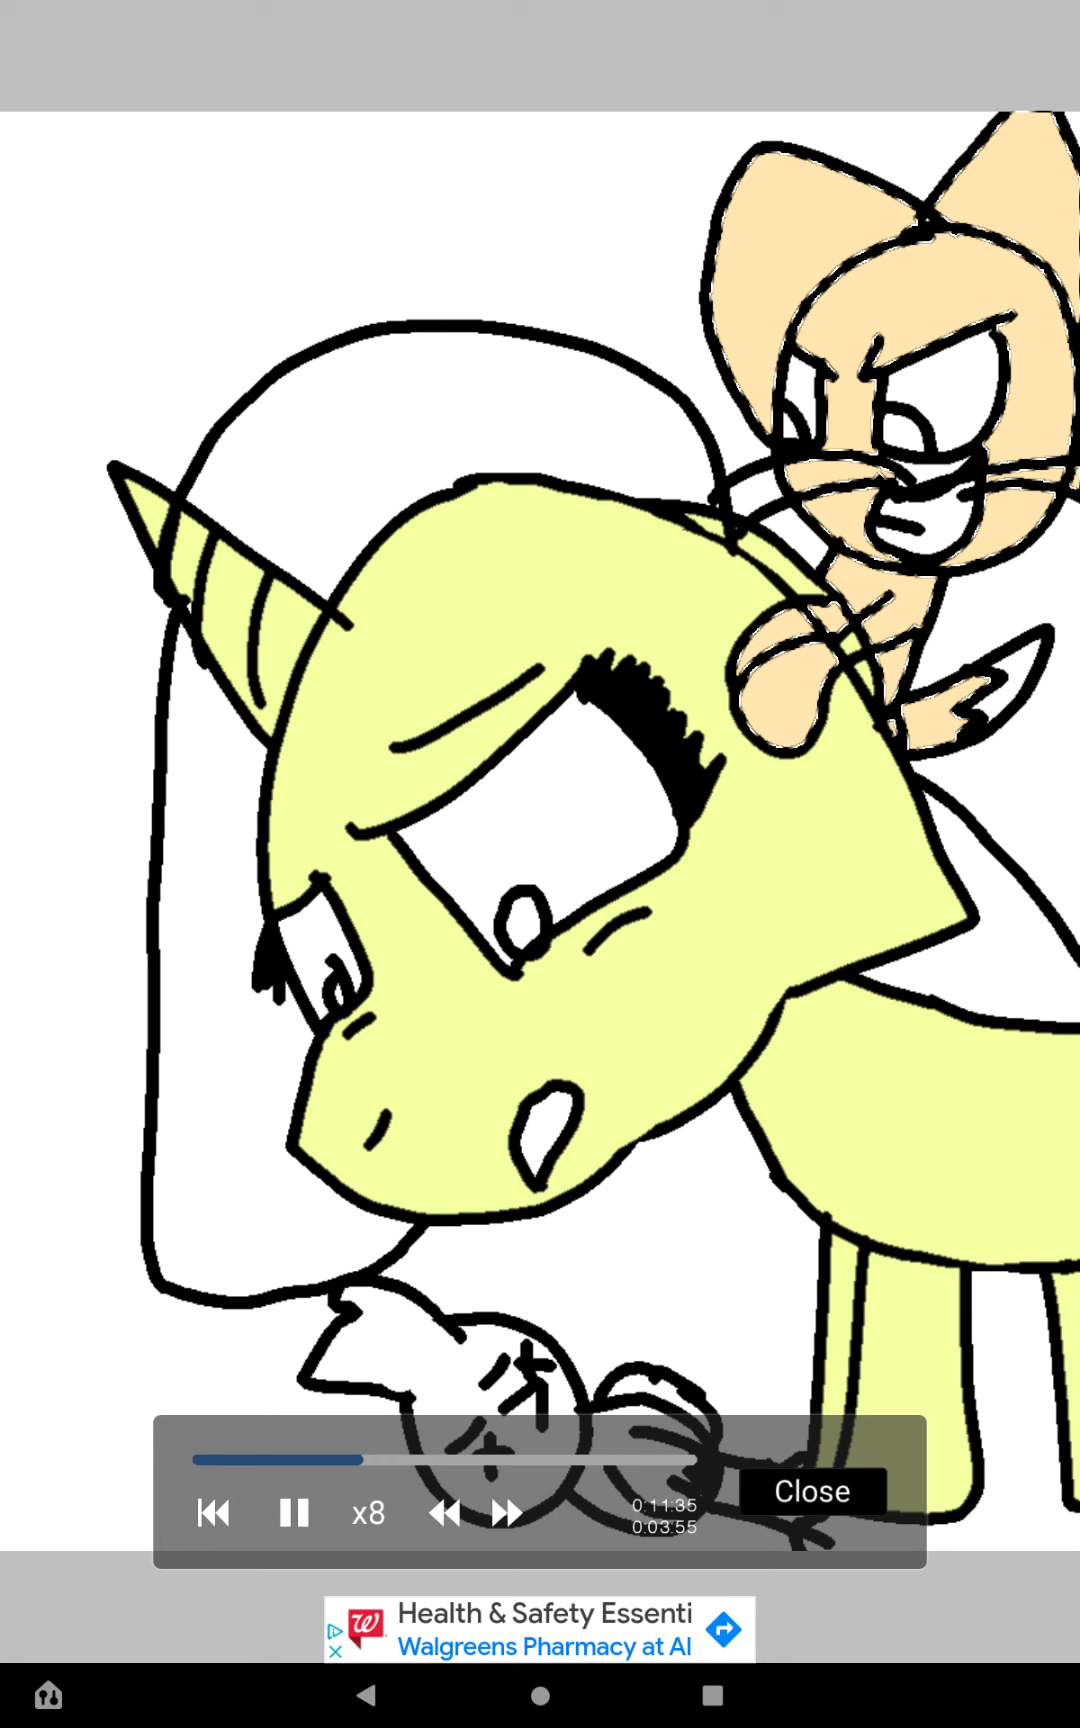 x8
0:11:35
0:03:55
Close
Health & Safety Essenti
Walgreens Pharmacy at Al